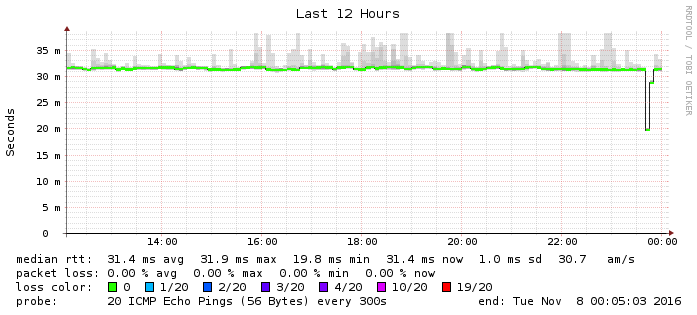 Last 12 Hours
RRDTOOL / TOBI OETIKER
Seconds
35 m
30 m
25 m
20 m
15 m
10 m
5 m
0
14:00 16:00 18:00 20:00 22:00 00:00
median rtt: 31.4 ms avg 31.9 ms max 19.8 ms min 31.4 ms now 1.0 ms sd 30.7 am/s
packet loss: 0.00 % avg 0.00 % max 0.00 % min 0.00 % now
loss color: 0 1/20 2/20 3/20 4/20 10/20 19/20
probe: 20 ICMP Echo Pings (56 Bytes) every 300s end: Tue Nov 8 00:05:03 2016